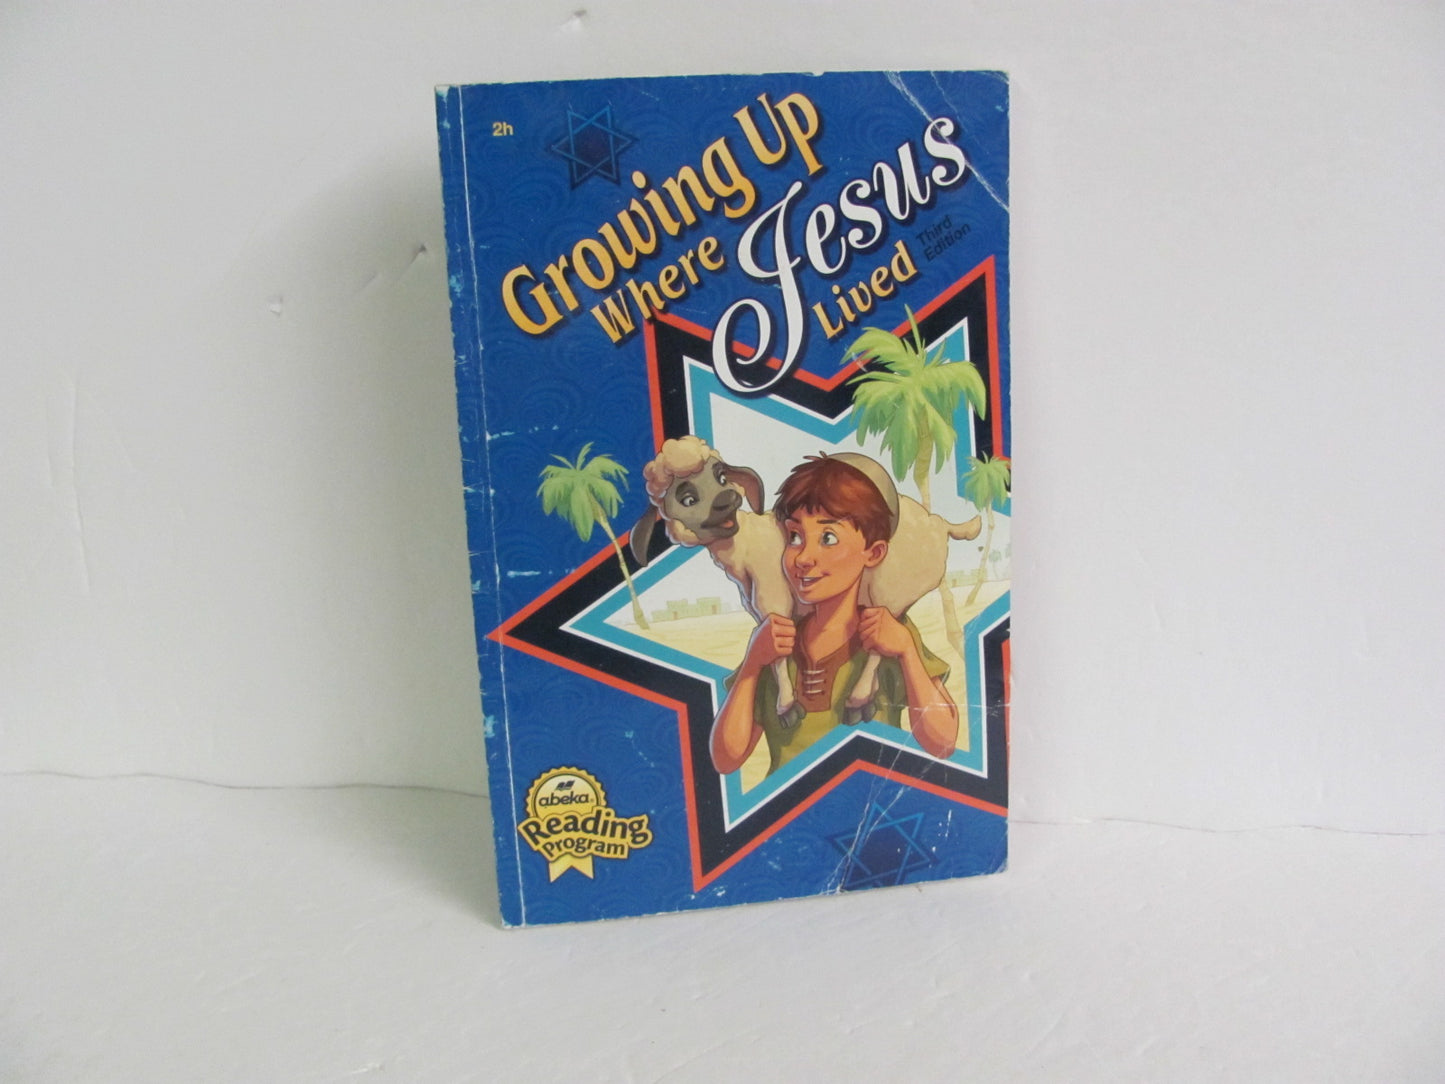 2h
Growing Up
Where Jesus
Lived
Third
Edition
abeka®
Reading
Program